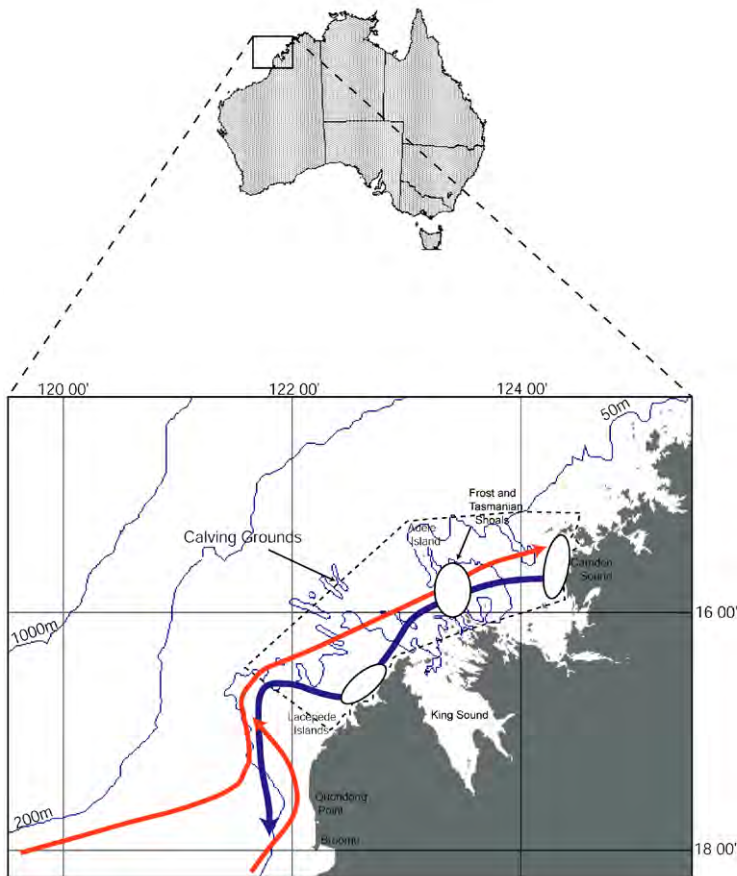 120 00'
122 00'
124 00'
50m
Frost and
Tasmanian
Shoals
Adele
Island
Calving Grounds
Camden
Sound
16 00'
1000m
Lacepede
Islands
King Sound
Quondong
Point
200m
Broome
18 00'